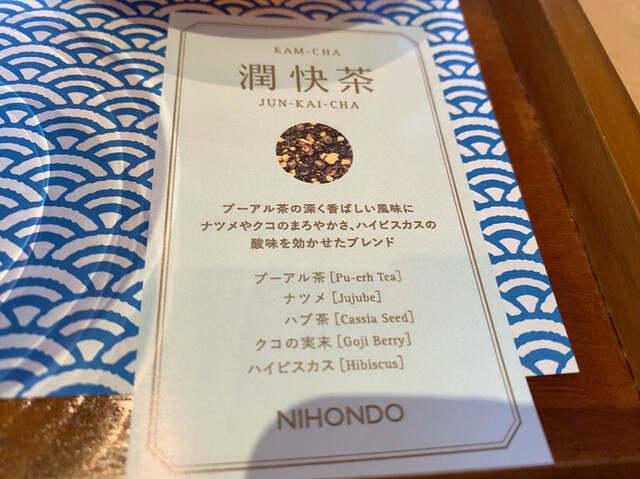 KAM-CHA
潤快茶
JUN-KAI-CHA
プーアル茶の深く香ばしい風味に
ナツメやクコのまろやかさ、ハイビスカスの
酸味を効かせたブレンド
プーアル茶[Pu-erh Tea]
ナツメ[Jujube]
ハブ茶[Cassia Seed]
クコの実末[Goji Berry]
ハイビスカス[Hibiscus]
NIHONDO